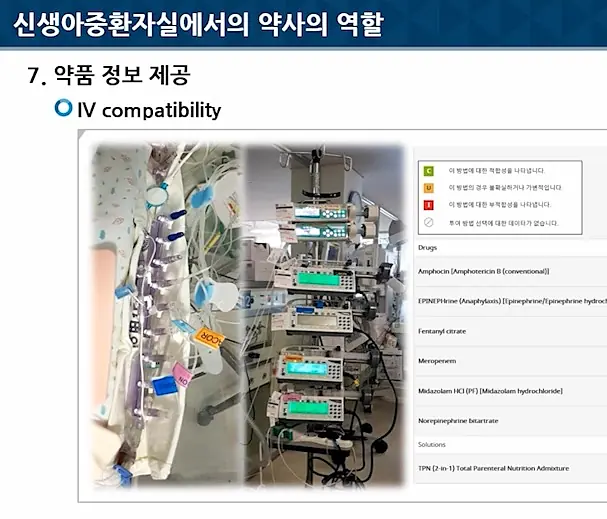 신생아중환자실에서의 약사의 역할
7. 약품 정보 제공
IV compatibility
C 이 방법에 대한 적합성을 나타냅니다.
U 이 방법의 경우 불확실하거나 가변적입니다.
I 이 방법에 대한 부적합성을 나타냅니다.
투여 방법 선택에 대한 데이터가 없습니다.
Drugs
Amphocin [Amphotericin B (conventional)]
EPINEPHrine (Anaphylaxis) [Epinephrine/Epinephrine hydroch
Fentanyl citrate
Meropenem
Midazolam HCl (PF) [Midazolam hydrochloride]
Norepinephrine bitartrate
Solutions
TPN (2-in-1) Total Parenteral Nutrition Admixture